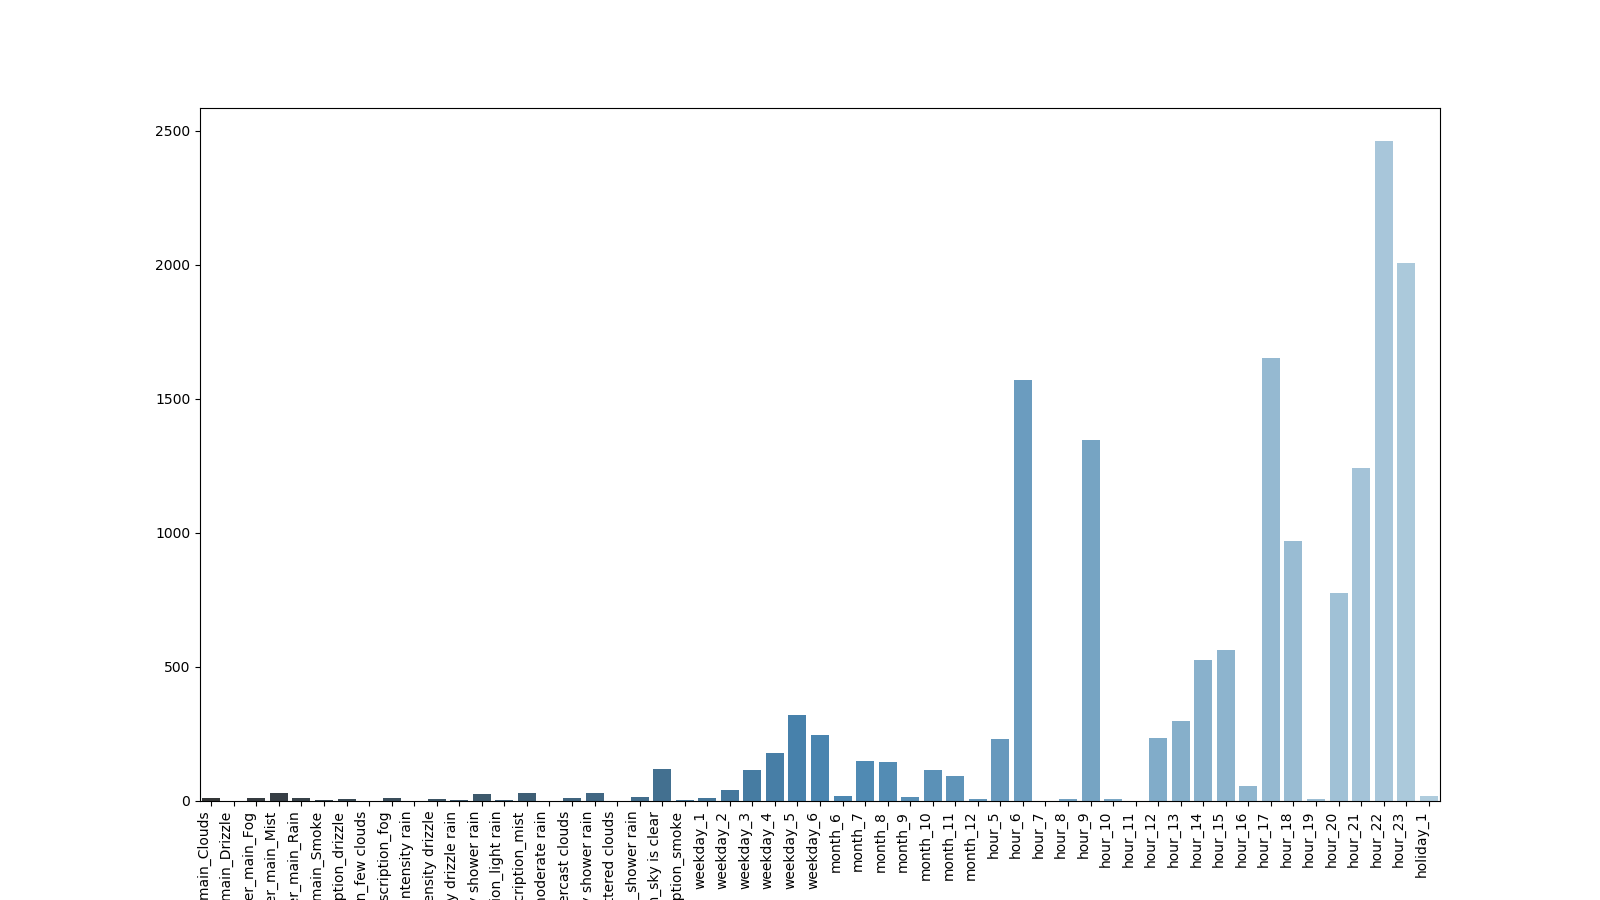 2500
2000
1500
1000
500
0
main_Clouds
main_Drizzle
er_main_Fog
r_main_Mist
er_main_Rain
main_Smoke
ption_drizzle
n_few clouds
scription_fog
ntensity rain
ensity drizzle
y drizzle rain
y shower rain
ion_light rain
cription_mist
moderate rain
ercast clouds
y shower rain
ttered clouds
_shower rain
n_sky is clear
ption_smoke
weekday_1
weekday_2
weekday_3
weekday_4
weekday_5
weekday_6
month_6
month_7
month_8
month_9
month_10
month_11
month_12
hour_5
hour_6
hour_7
hour_8
hour_9
hour_10
hour_11
hour_12
hour_13
hour_14
hour_15
hour_16
hour_17
hour_18
hour_19
hour_20
hour_21
hour_22
hour_23
holiday_1